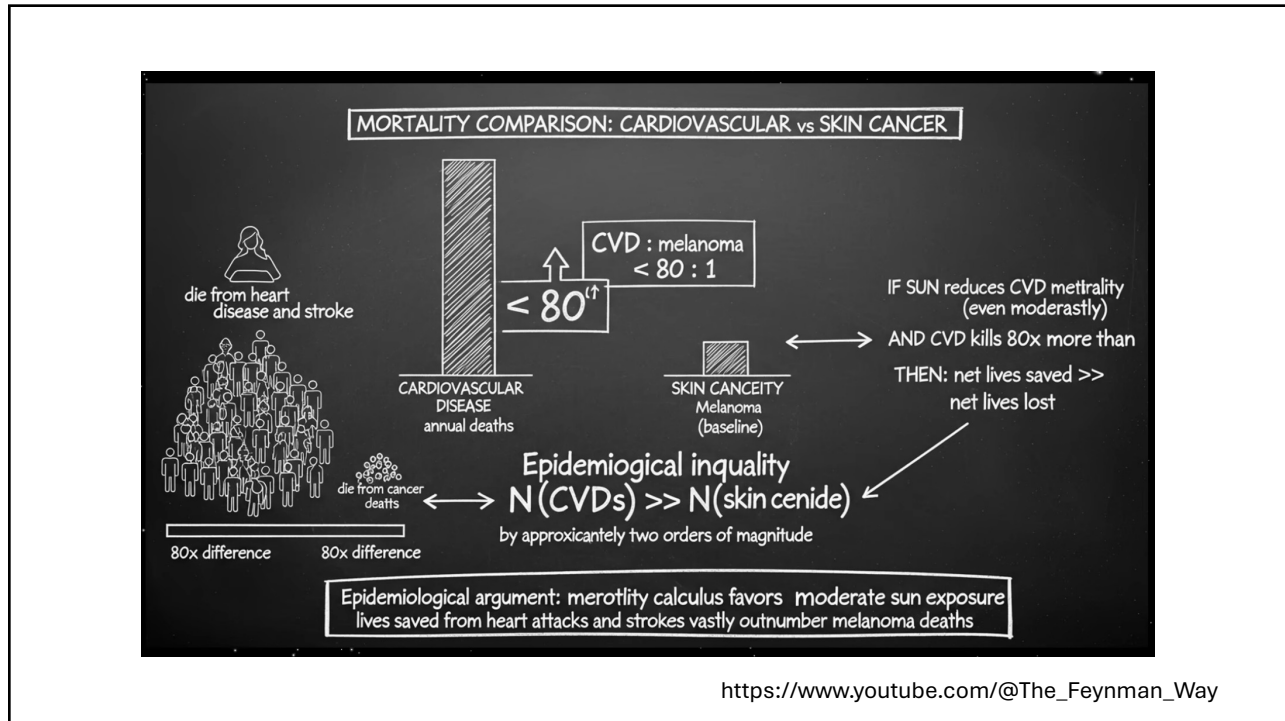 MORTALITY COMPARISON: CARDIOVASCULAR vs SKIN CANCER
die from heart
disease and stroke
CVD : melanoma
< 80 : 1
< 80
CARDIOVASCULAR
DISEASE
annual deaths
SKIN CANCEITY
Melanoma
(baseline)
IF SUN reduces CVD mettrality
(even moderastly)
AND CVD kills 80x more than
THEN: net lives saved >>
net lives lost
die from cancer
deatts
80x difference
80x difference
Epidemiogical inquality
N(CVDs) >> N(skin cenide)
by approxicantely two orders of magnitude
Epidemiological argument: merotlity calculus favors moderate sun exposure
lives saved from heart attacks and strokes vastly outnumber melanoma deaths
https://www.youtube.com/@The_Feynman_Way